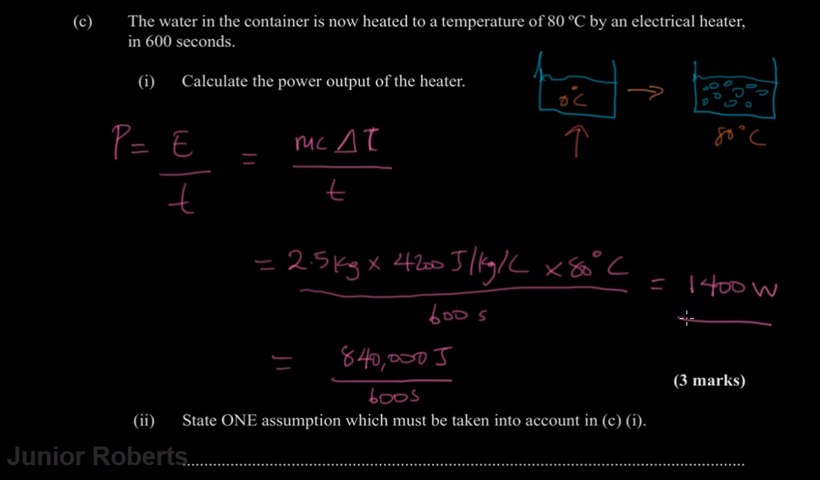 (c) The water in the container is now heated to a temperature of 80 ºC by an electrical heater,
in 600 seconds.
(i) Calculate the power output of the heater.
0°C → 80°C
P = E/t = mcΔT/t
= 2.5kg × 4200 J/kg/C × 80°C / 600 s = 1400 W
= 840,000 J / 600s
(3 marks)
(ii) State ONE assumption which must be taken into account in (c) (i).
Junior Roberts